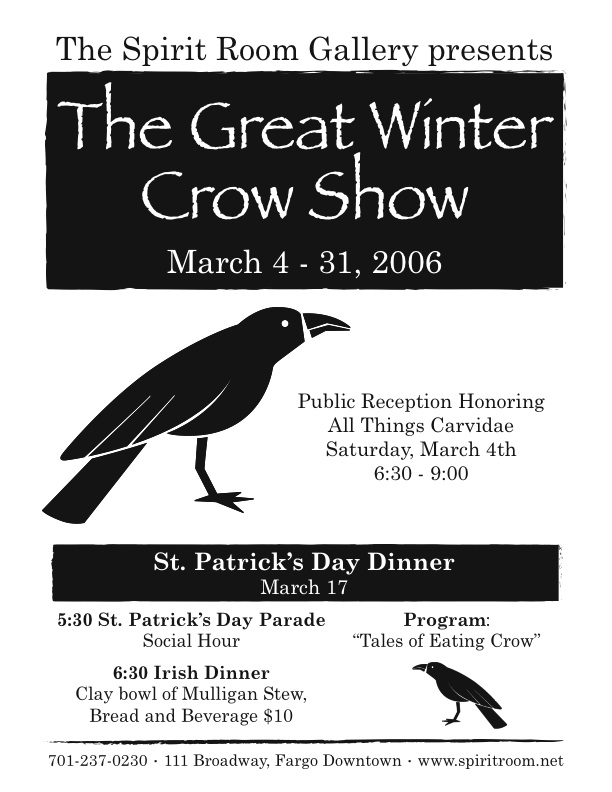 The Spirit Room Gallery presents
The Great Winter
Crow Show
March 4 - 31, 2006
Public Reception Honoring
All Things Carvidae
Saturday, March 4th
6:30 - 9:00
St. Patrick’s Day Dinner
March 17
5:30 St. Patrick’s Day Parade
Social Hour
6:30 Irish Dinner
Clay bowl of Mulligan Stew,
Bread and Beverage $10
Program:
“Tales of Eating Crow”
701-237-0230 · 111 Broadway, Fargo Downtown · www.spiritroom.net